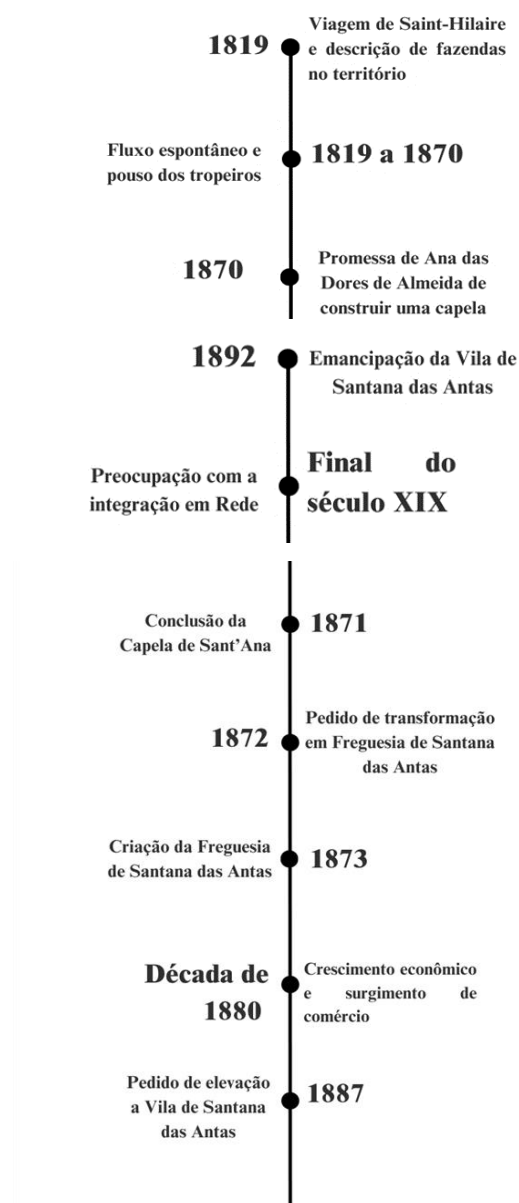 1819
Viagem de Saint-Hilaire
e descrição de fazendas
no território
Fluxo espontâneo e
pouso dos tropeiros
1819 a 1870
1870
Promessa de Ana das
Dores de Almeida de
construir uma capela
1892
Emancipação da Vila de
Santana das Antas
Preocupação com a
integração em Rede
Final do
século XIX
Conclusão da
Capela de Sant’Ana
1871
1872
Pedido de transformação
em Freguesia de Santana
das Antas
Criação da Freguesia
de Santana das Antas
1873
Década de
1880
Crescimento econômico
e surgimento de
comércio
Pedido de elevação
a Vila de Santana
das Antas
1887